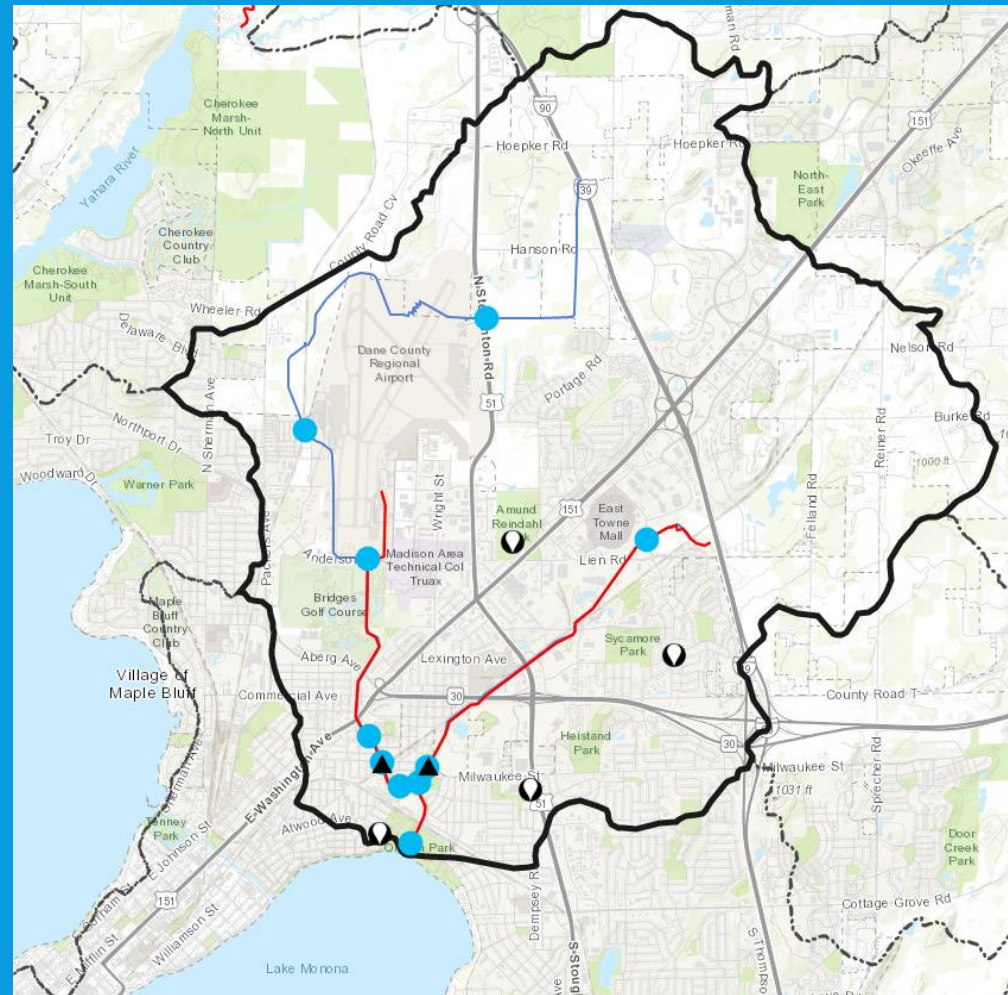 Cherokee
Marsh-
North Unit
Yahara River
Cherokee
Country
Club
Cherokee
Marsh-South
Unit
County Road Cv
Hoepker Rd
Hoepker
90
39
151
Okeeffe Ave
North-
East
Park
Hanson Rd
Wheeler Rd
Delaware
Dane County
Regional
Airport
51
Portage Rd
Nelson Rd
Burke Rd
Reiner Rd
1000 ft
Felland Rd
N Sherman Ave
Northport Dr
Troy Dr
Woodward Dr
Warner Park
Packers Ave
Wright St
151
Amund
Reindahl
East
Towne
Mall
Lien Rd
Madison Area
Technical Col
Truax
Bridges
Golf Course
Maple
Bluff
Country
Club
Aberg Ave
Lexington Ave
Sycamore
Park
Village of
Maple Bluff
Commercial Ave
30
County Road T
Heistand
Park
30
Milwaukee St
Milwaukee St
51
1031 ft
Sprecher Rd
Sherman Ave
E Washington Ave
Atwood Ave
Tenney
Park
E Johnson St
Door
Creek
Park
151
Williamson St
E Mifflin St
Dempsey
Cottage Grove Rd
Lake Monona